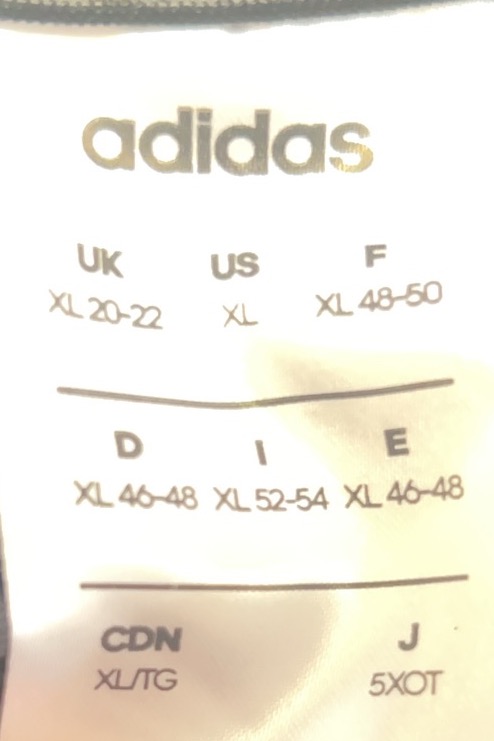 adidas
UK US F
XL 20-22 XL XL 48-50
D I E
XL 46-48 XL 52-54 XL 46-48
CDN J
XL/TG 5XOT